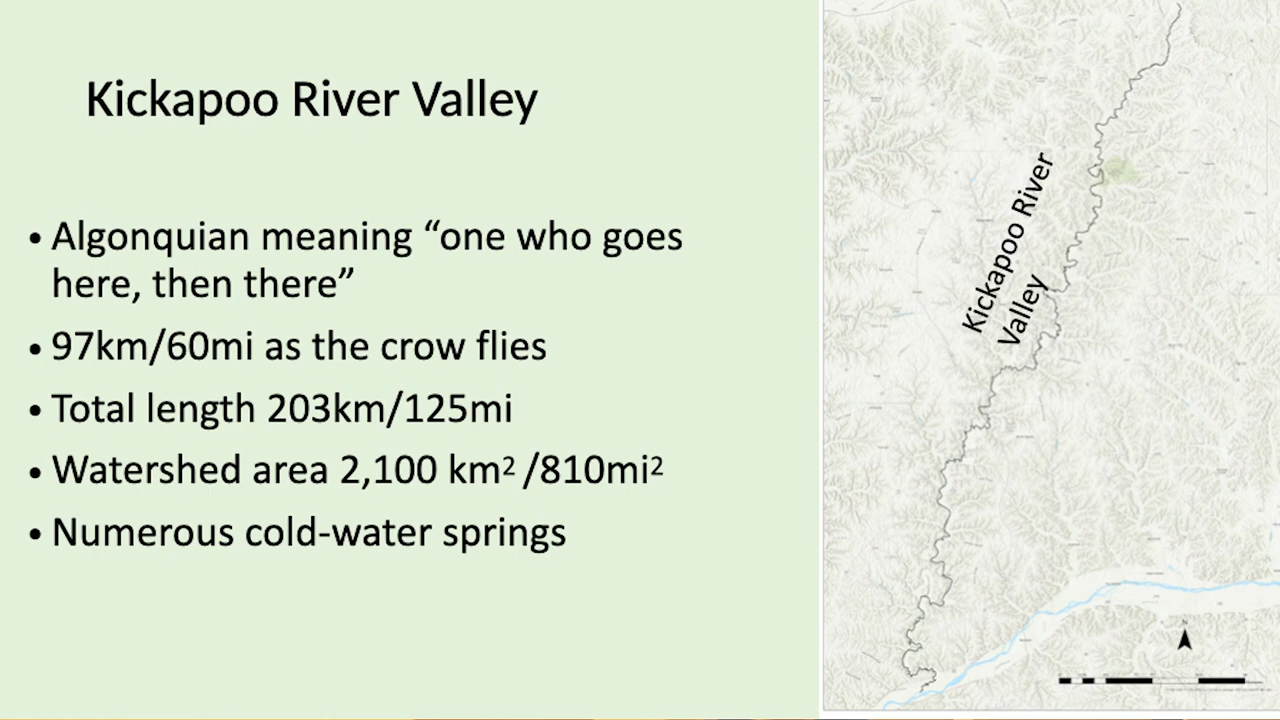 Kickapoo River Valley
• Algonquian meaning “one who goes
here, then there”
• 97km/60mi as the crow flies
• Total length 203km/125mi
• Watershed area 2,100 km² /810mi²
• Numerous cold-water springs
Kickapoo River
Valley
N